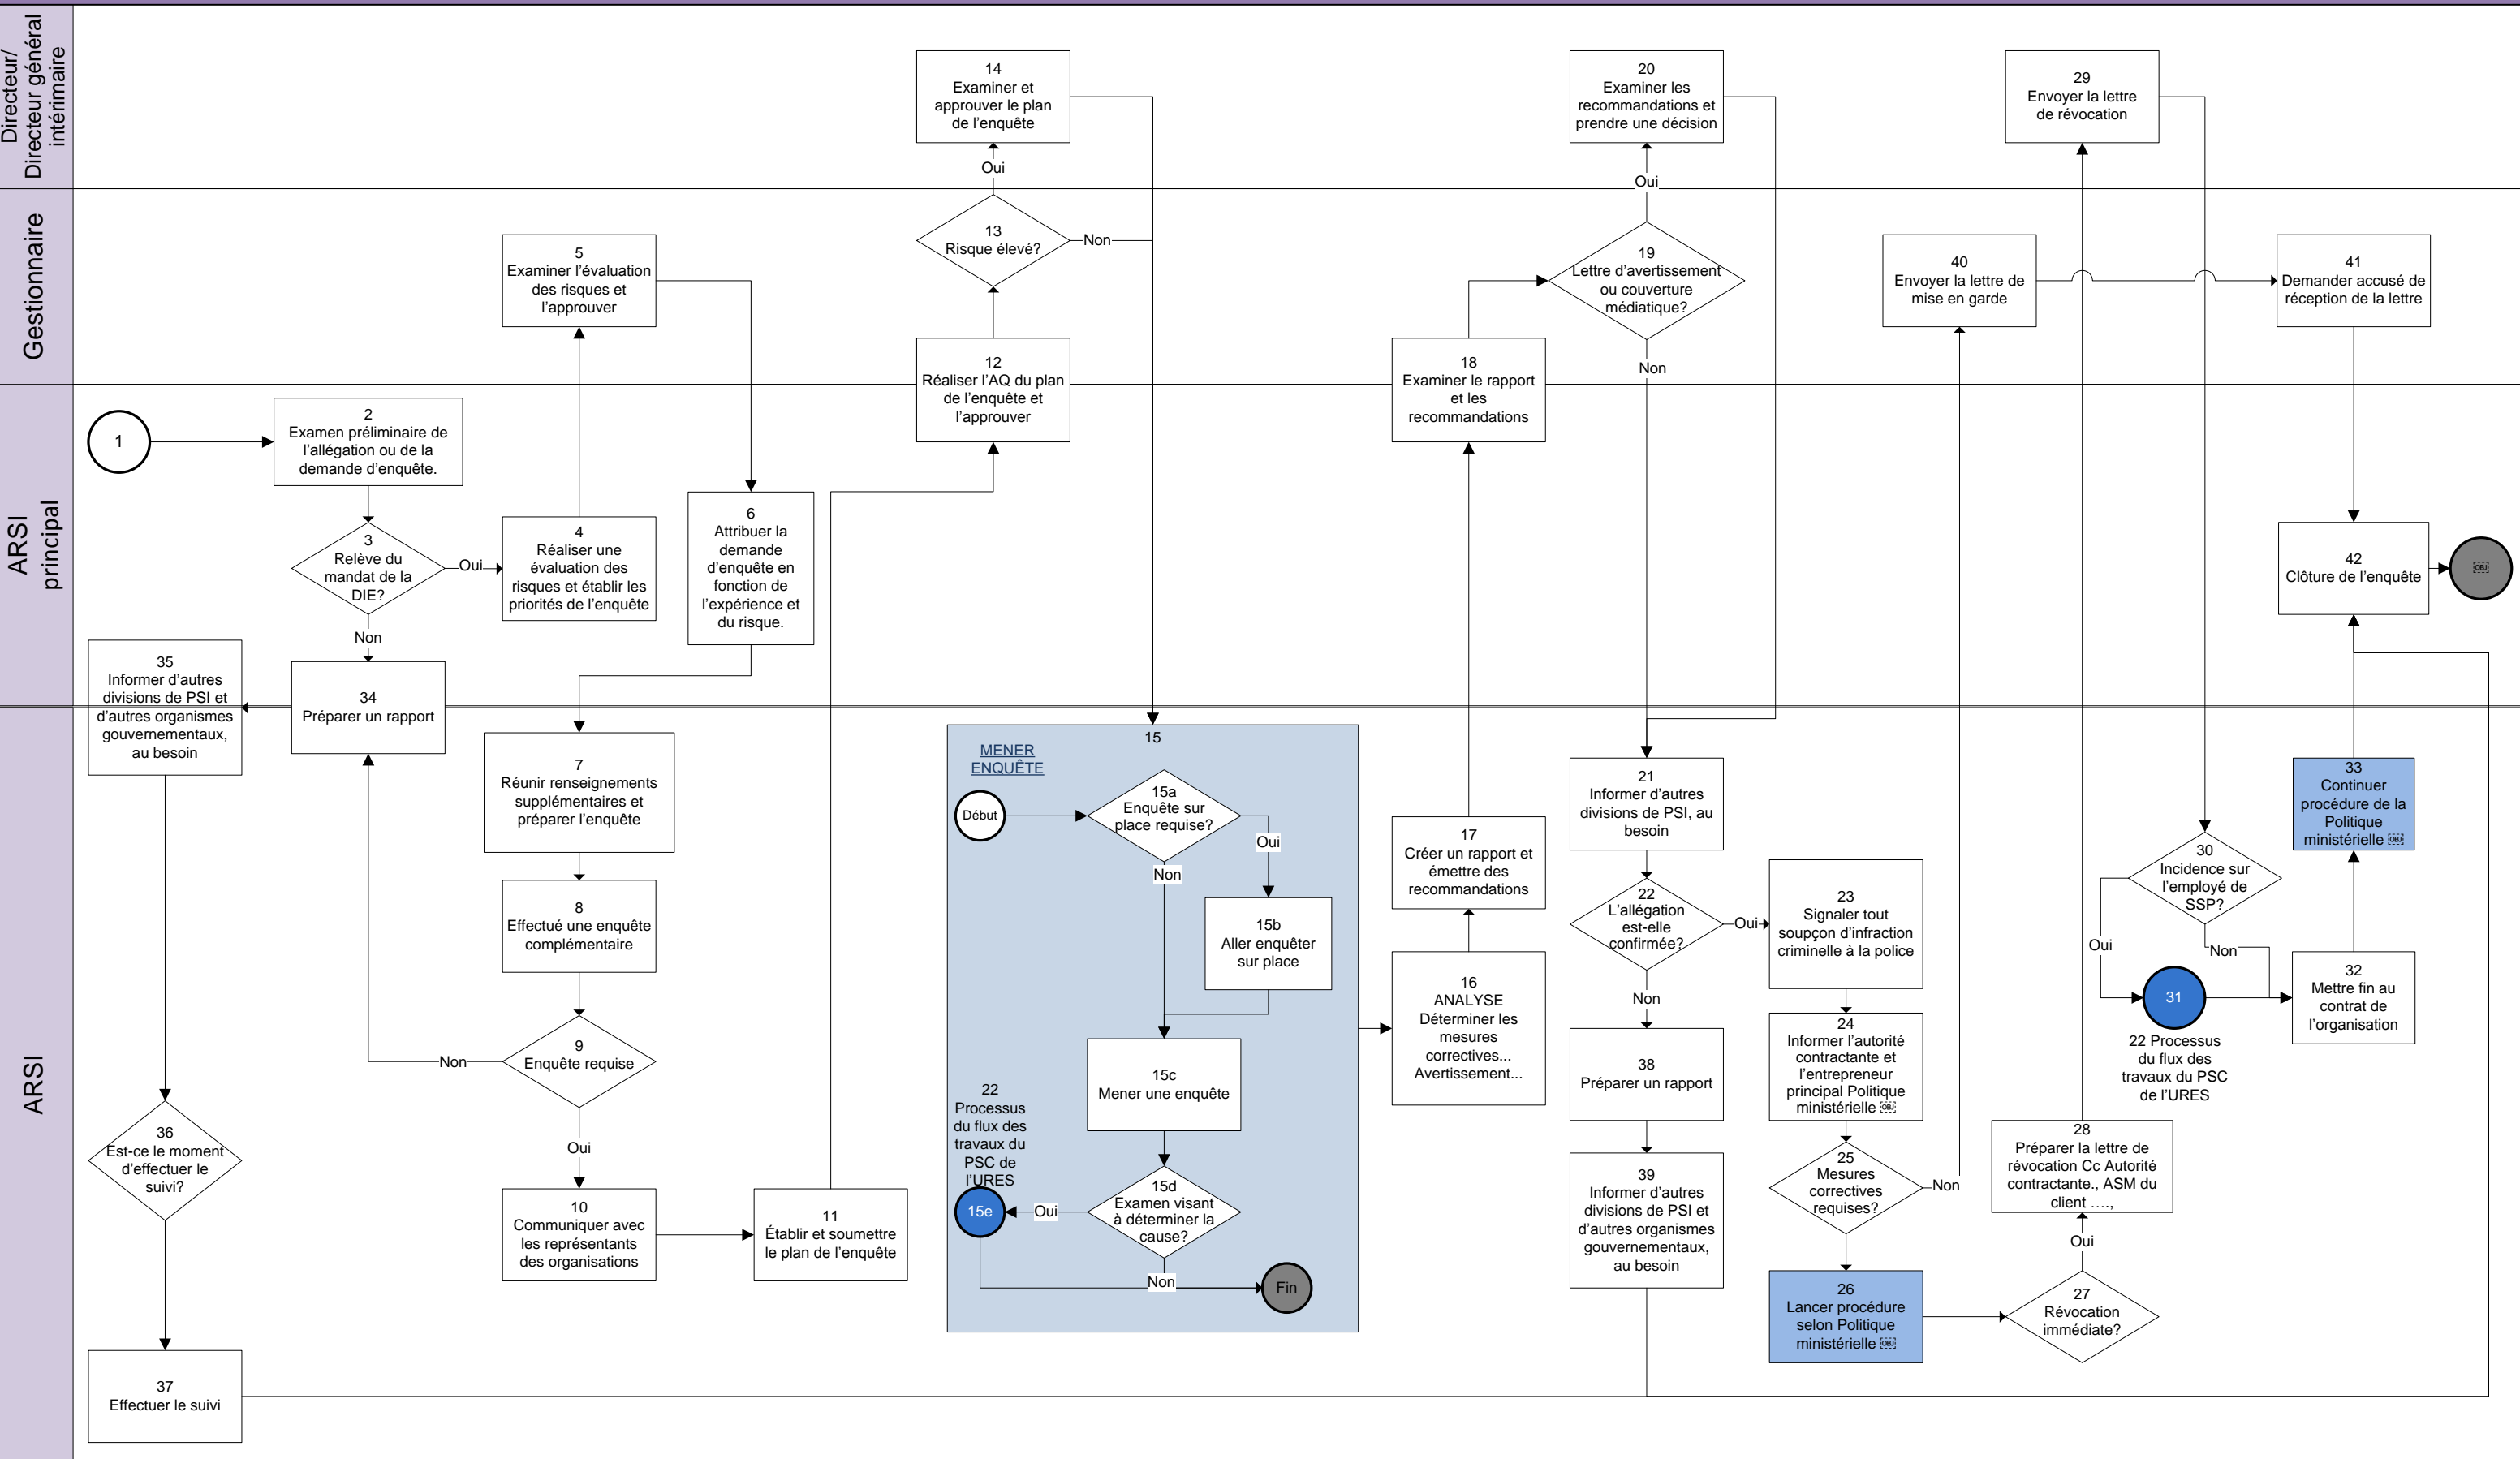 Directeur/
Directeur général
intérimaire
Gestionnaire
ARSI
principal
ARSI
1
2
Examen préliminaire de
l'allégation ou de la
demande d'enquête.
3
Relève du
mandat de la
DIE?
Oui
Non
4
Réaliser une
évaluation des
risques et établir les
priorités de l'enquête
5
Examiner l'évaluation
des risques et
l'approuver
6
Attribuer la
demande
d'enquête en
fonction de
l'expérience et
du risque.
35
Informer d'autres
divisions de PSI et
d'autres organismes
gouvernementaux,
au besoin
34
Préparer un rapport
7
Réunir renseignements
supplémentaires et
préparer l'enquête
8
Effectué une enquête
complémentaire
9
Enquête requise
Non
Oui
10
Communiquer avec
les représentants
des organisations
11
Établir et soumettre
le plan de l'enquête
36
Est-ce le moment
d'effectuer le
suivi?
37
Effectuer le suivi
12
Réaliser l'AQ du plan
de l'enquête et
l'approuver
13
Risque élevé?
Oui
Non
14
Examiner et
approuver le plan
de l'enquête
15
MENER
ENQUÊTE
Début
15a
Enquête sur
place requise?
Oui
Non
15b
Aller enquêter
sur place
15c
Mener une enquête
15d
Examen visant
à déterminer la
cause?
Oui
Non
22
Processus
du flux des
travaux du
PSC de
l'URES
15e
Fin
16
ANALYSE
Déterminer les
mesures
correctives...
Avertissement...
17
Créer un rapport et
émettre des
recommandations
18
Examiner le rapport
et les
recommandations
19
Lettre d'avertissement
ou couverture
médiatique?
Oui
Non
20
Examiner les
recommandations et
prendre une décision
21
Informer d'autres
divisions de PSI, au
besoin
22
L'allégation
est-elle
confirmée?
Oui
Non
23
Signaler tout
soupçon d'infraction
criminelle à la police
24
Informer l'autorité
contractante et
l'entrepreneur
principal Politique
ministérielle OBJ
38
Préparer un rapport
39
Informer d'autres
divisions de PSI et
d'autres organismes
gouvernementaux,
au besoin
25
Mesures
correctives
requises?
Non
26
Lancer procédure
selon Politique
ministérielle OBJ
27
Révocation
immédiate?
Oui
28
Préparer la lettre de
révocation Cc Autorité
contractante., ASM du
client ….,
29
Envoyer la lettre
de révocation
40
Envoyer la lettre de
mise en garde
41
Demander accusé de
réception de la lettre
30
Incidence sur
l'employé de
SSP?
Oui
Non
31
22 Processus
du flux des
travaux du PSC
de l'URES
32
Mettre fin au
contrat de
l'organisation
33
Continuer
procédure de la
Politique
ministérielle OBJ
42
Clôture de l'enquête
OBJ